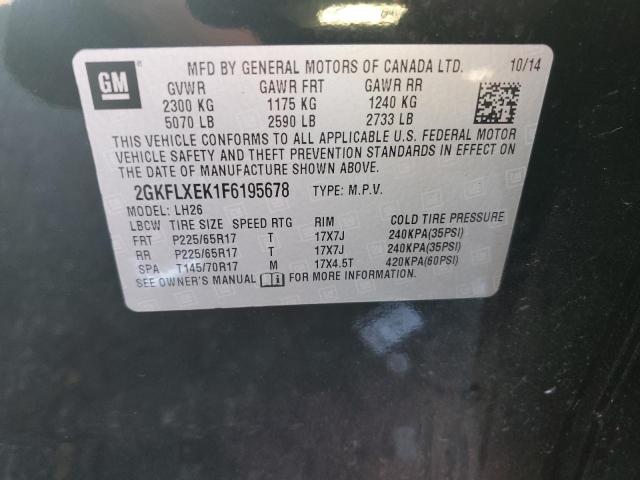 GM
MFD BY GENERAL MOTORS OF CANADA LTD. 10/14
GVWR GAWR FRT GAWR RR
2300 KG 1175 KG 1240 KG
5070 LB 2590 LB 2733 LB
THIS VEHICLE CONFORMS TO ALL APPLICABLE U.S. FEDERAL MOTOR
VEHICLE SAFETY AND THEFT PREVENTION STANDARDS IN EFFECT ON
THE DATE OF MANUFACTURE SHOWN ABOVE.
2GKFLXEK1F6195678 TYPE: M.P.V.
MODEL: LH26
LBCW TIRE SIZE SPEED RTG RIM COLD TIRE PRESSURE
FRT P225/65R17 T 17X7J 240KPA(35PSI)
RR P225/65R17 T 17X7J 240KPA(35PSI)
SPA T145/70R17 M 17X4.5T 420KPA(60PSI)
SEE OWNER'S MANUAL FOR MORE INFORMATION.